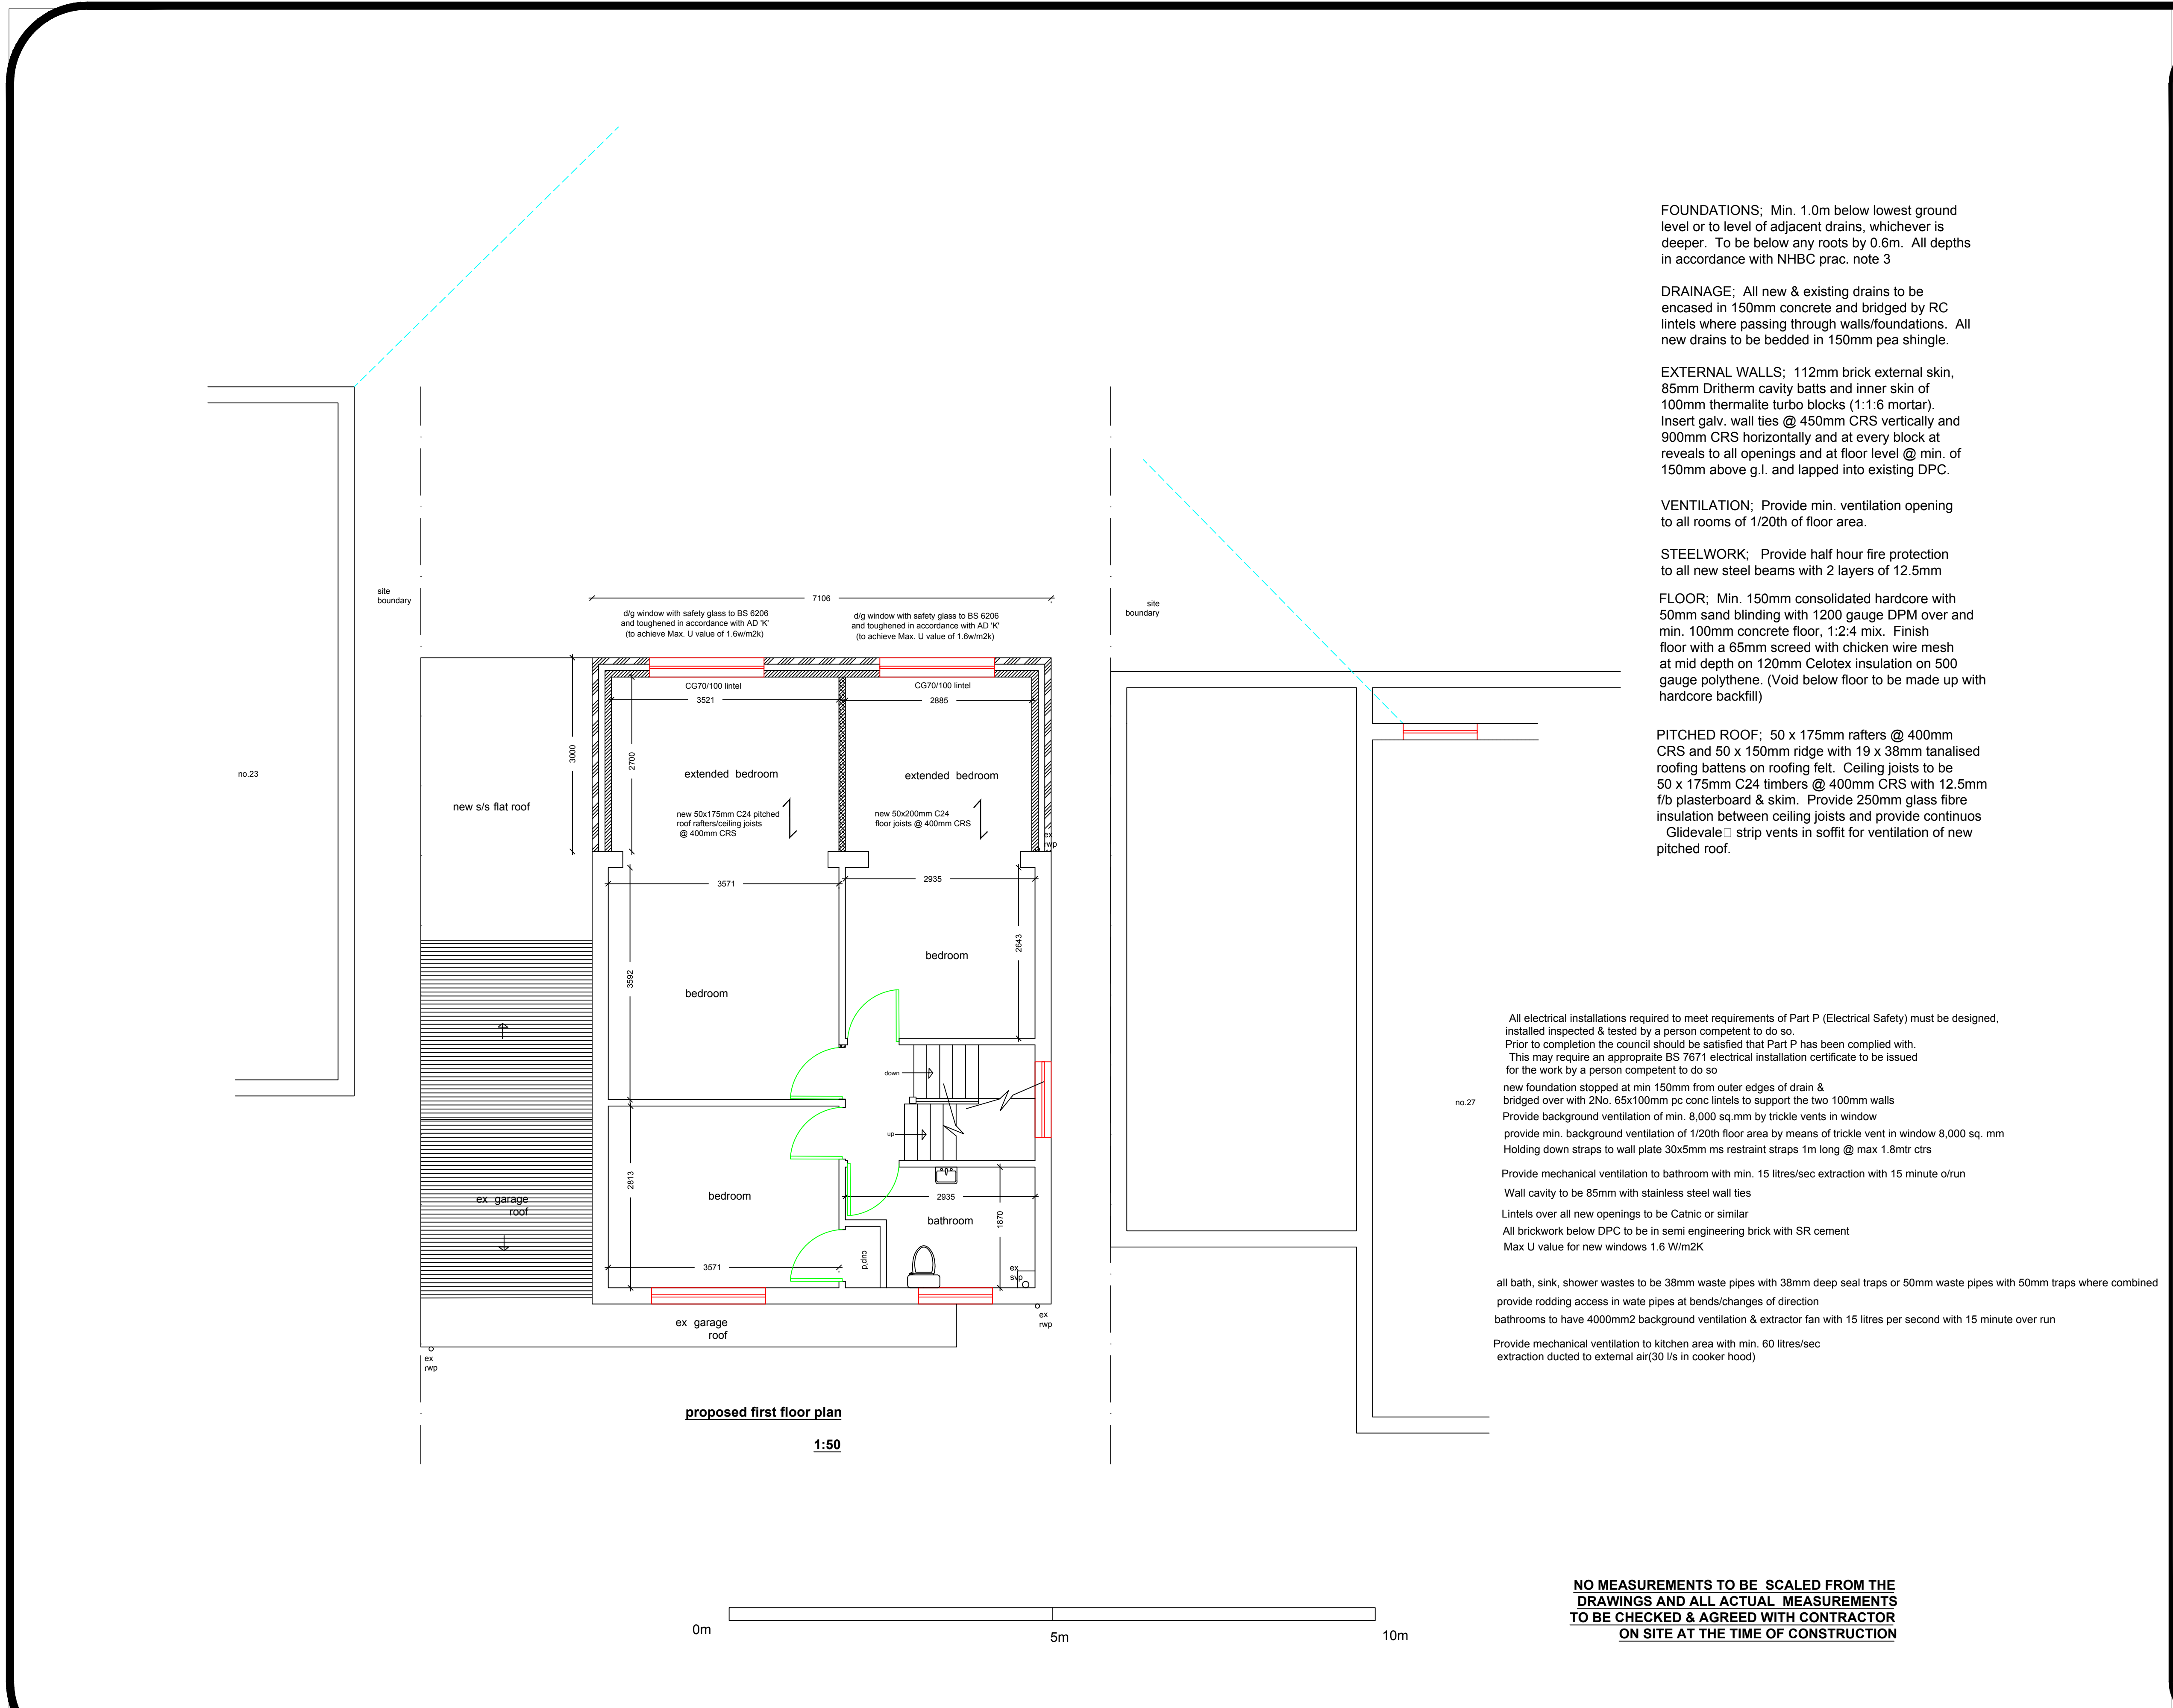 FOUNDATIONS; Min. 1.0m below lowest ground
level or to level of adjacent drains, whichever is
deeper. To be below any roots by 0.6m. All depths
in accordance with NHBC prac. note 3
DRAINAGE; All new & existing drains to be
encased in 150mm concrete and bridged by RC
lintels where passing through walls/foundations. All
new drains to be bedded in 150mm pea shingle.
EXTERNAL WALLS; 112mm brick external skin,
85mm Dritherm cavity batts and inner skin of
100mm thermalite turbo blocks (1:1:6 mortar).
Insert galv. wall ties @ 450mm CRS vertically and
900mm CRS horizontally and at every block at
reveals to all openings and at floor level @ min. of
150mm above g.l. and lapped into existing DPC.
VENTILATION; Provide min. ventilation opening
to all rooms of 1/20th of floor area.
STEELWORK; Provide half hour fire protection
to all new steel beams with 2 layers of 12.5mm
FLOOR; Min. 150mm consolidated hardcore with
50mm sand blinding with 1200 gauge DPM over and
min. 100mm concrete floor, 1:2:4 mix. Finish
floor with a 65mm screed with chicken wire mesh
at mid depth on 120mm Celotex insulation on 500
gauge polythene. (Void below floor to be made up with
hardcore backfill)
PITCHED ROOF; 50 x 175mm rafters @ 400mm
CRS and 50 x 150mm ridge with 19 x 38mm tanalised
roofing battens on roofing felt. Ceiling joists to be
50 x 175mm C24 timbers @ 400mm CRS with 12.5mm
f/b plasterboard & skim. Provide 250mm glass fibre
insulation between ceiling joists and provide continuos
Glidevale□ strip vents in soffit for ventilation of new
pitched roof.
site
boundary
7106
site
boundary
d/g window with safety glass to BS 6206
and toughened in accordance with AD 'K'
(to achieve Max. U value of 1.6w/m2k)
d/g window with safety glass to BS 6206
and toughened in accordance with AD 'K'
(to achieve Max. U value of 1.6w/m2k)
CG70/100 lintel
CG70/100 lintel
3521
2885
3000
2700
no.23
extended bedroom
extended bedroom
new s/s flat roof
new 50x175mm C24 pitched
roof rafters/ceiling joists
@ 400mm CRS
new 50x200mm C24
floor joists @ 400mm CRS
ex
rwp
3571
2935
2643
bedroom
3592
bedroom
down
up
no.27
2813
ex garage
roof
bedroom
2935
bathroom
1870
cup'd
3571
ex
svp
ex garage
roof
ex
rwp
ex
rwp
All electrical installations required to meet requirements of Part P (Electrical Safety) must be designed,
installed inspected & tested by a person competent to do so.
Prior to completion the council should be satisfied that Part P has been complied with.
This may require an appropraite BS 7671 electrical installation certificate to be issued
for the work by a person competent to do so
new foundation stopped at min 150mm from outer edges of drain &
bridged over with 2No. 65x100mm pc conc lintels to support the two 100mm walls
Provide background ventilation of min. 8,000 sq.mm by trickle vents in window
provide min. background ventilation of 1/20th floor area by means of trickle vent in window 8,000 sq. mm
Holding down straps to wall plate 30x5mm ms restraint straps 1m long @ max 1.8mtr ctrs
Provide mechanical ventilation to bathroom with min. 15 litres/sec extraction with 15 minute o/run
Wall cavity to be 85mm with stainless steel wall ties
Lintels over all new openings to be Catnic or similar
All brickwork below DPC to be in semi engineering brick with SR cement
Max U value for new windows 1.6 W/m2K
all bath, sink, shower wastes to be 38mm waste pipes with 38mm deep seal traps or 50mm waste pipes with 50mm traps where combined
provide rodding access in wate pipes at bends/changes of direction
bathrooms to have 4000mm2 background ventilation & extractor fan with 15 litres per second with 15 minute over run
Provide mechanical ventilation to kitchen area with min. 60 litres/sec
extraction ducted to external air(30 l/s in cooker hood)
proposed first floor plan
1:50
0m
5m
10m
NO MEASUREMENTS TO BE SCALED FROM THE
DRAWINGS AND ALL ACTUAL MEASUREMENTS
TO BE CHECKED & AGREED WITH CONTRACTOR
ON SITE AT THE TIME OF CONSTRUCTION